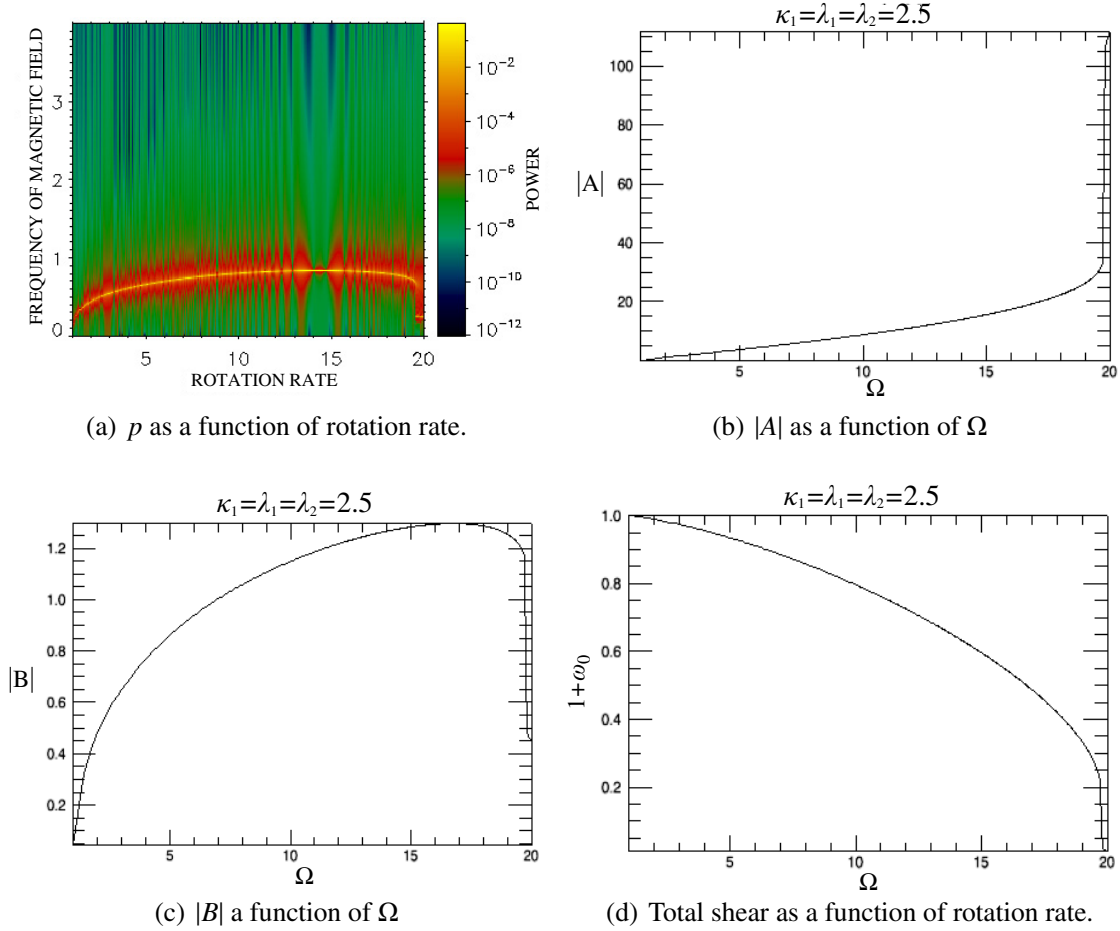 FREQUENCY OF MAGNETIC FIELD
3
2
1
0
5
10
15
20
ROTATION RATE
10⁻²
10⁻⁴
10⁻⁶
10⁻⁸
10⁻¹⁰
10⁻¹²
POWER
(a) p as a function of rotation rate.
κ₁=λ₁=λ₂=2.5
|A|
100
80
60
40
20
5
10
15
20
Ω
(b) |A| as a function of Ω
κ₁=λ₁=λ₂=2.5
|B|
1.2
1.0
0.8
0.6
0.4
0.2
5
10
15
20
Ω
(c) |B| a function of Ω
κ₁=λ₁=λ₂=2.5
1+ω₀
1.0
0.8
0.6
0.4
0.2
5
10
15
20
Ω
(d) Total shear as a function of rotation rate.